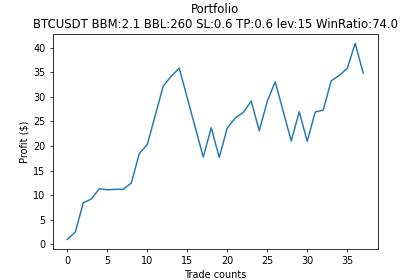 Portfolio
BTCUSDT BBM:2.1 BBL:260 SL:0.6 TP:0.6 lev:15 WinRatio:74.0
40
35
30
25
20
15
10
5
0
Profit ($)
0 5 10 15 20 25 30 35
Trade counts